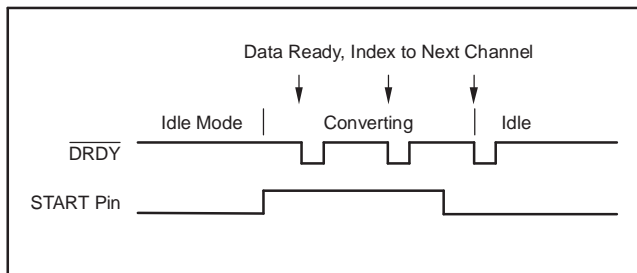 Data Ready, Index to Next Channel
Idle Mode Converting Idle
DRDY
START Pin